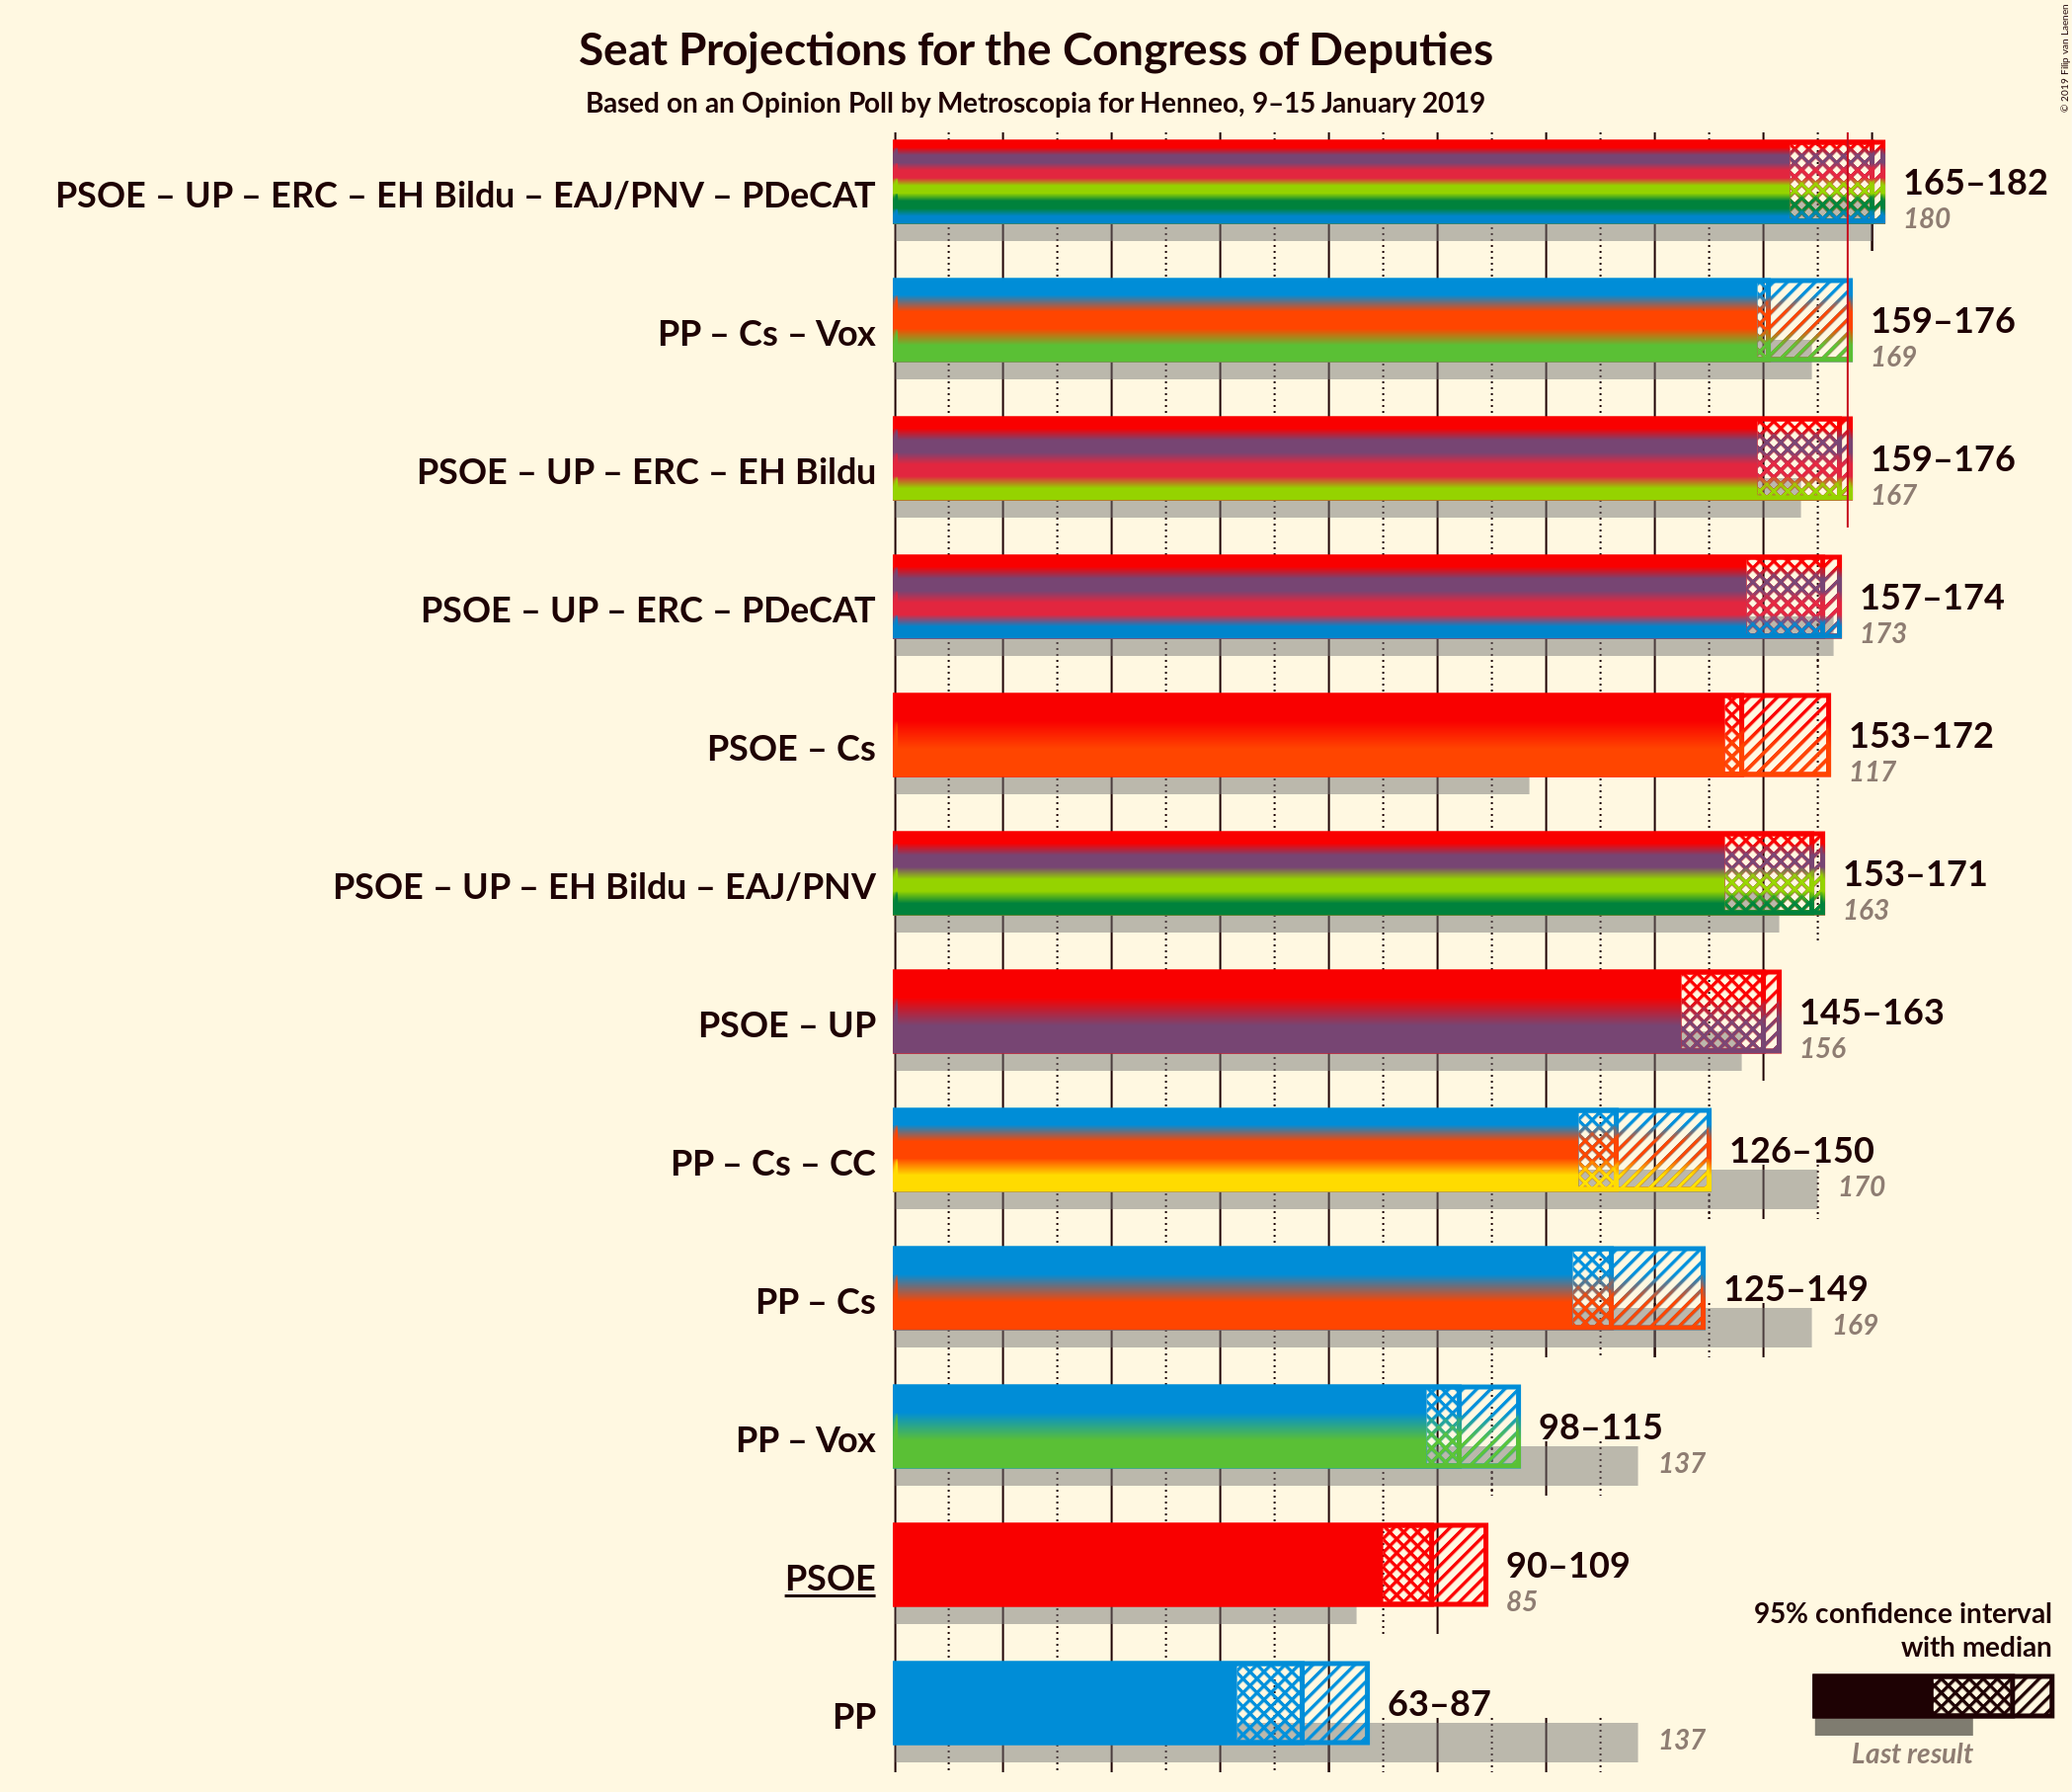 Seat Projections for the Congress of Deputies
Based on an Opinion Poll by Metroscopia for Henneo, 9–15 January 2019
© 2019 Filip van Laenen
PSOE – UP – ERC – EH Bildu – EAJ/PNV – PDeCAT
165–182
180
PP – Cs – Vox
159–176
169
PSOE – UP – ERC – EH Bildu
159–176
167
PSOE – UP – ERC – PDeCAT
157–174
173
PSOE – Cs
153–172
117
PSOE – UP – EH Bildu – EAJ/PNV
153–171
163
PSOE – UP
145–163
156
PP – Cs – CC
126–150
170
PP – Cs
125–149
169
PP – Vox
98–115
137
PSOE
90–109
85
PP
63–87
137
95% confidence interval
with median
Last result